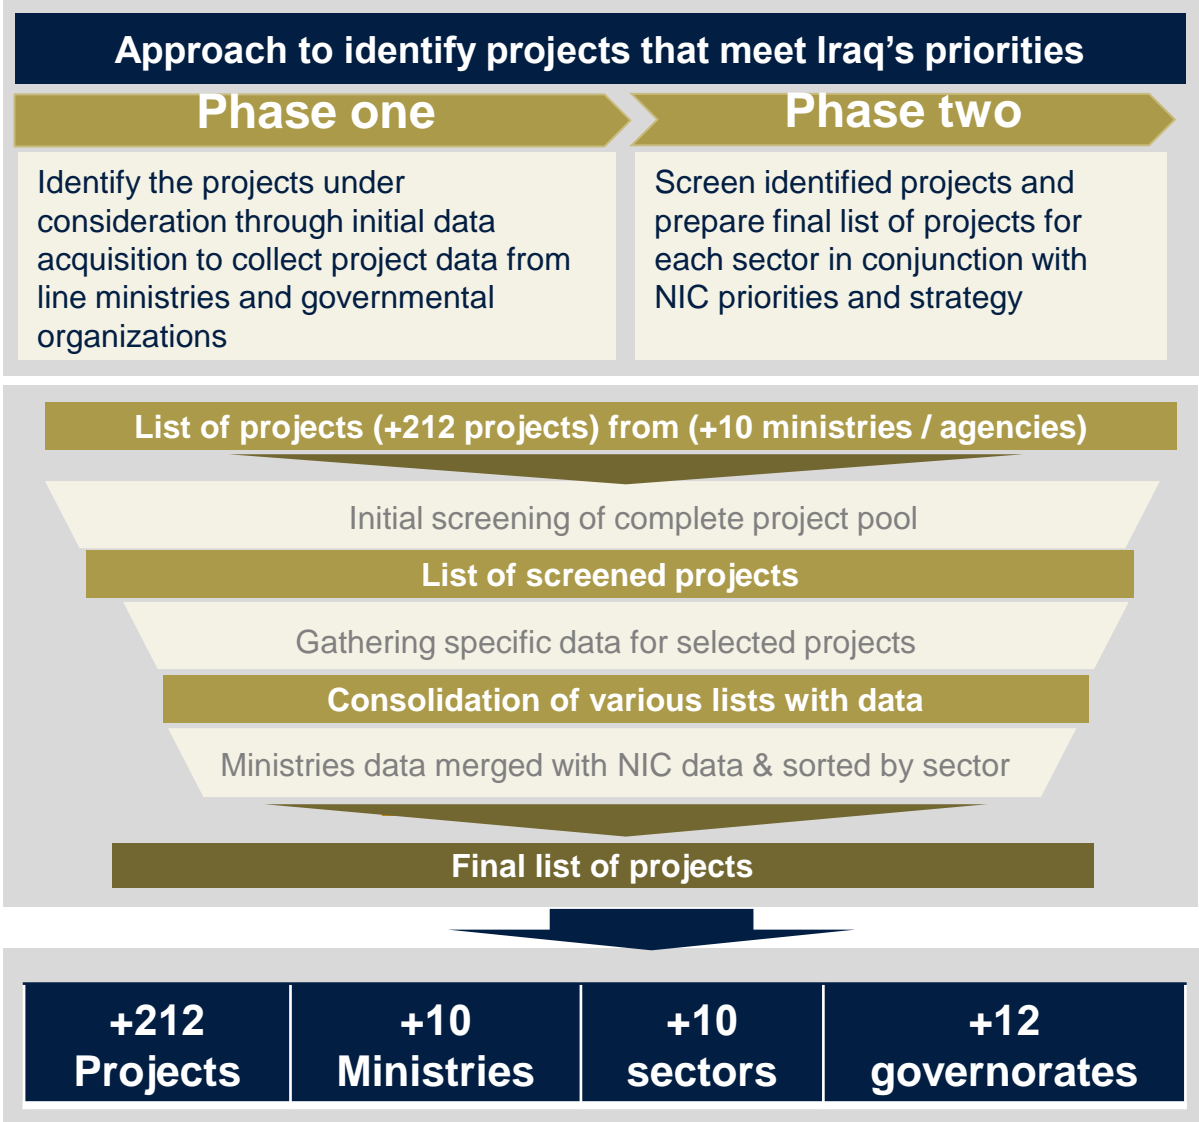 Approach to identify projects that meet Iraq’s priorities
Phase one
Phase two
Identify the projects under
consideration through initial data
acquisition to collect project data from
line ministries and governmental
organizations
Screen identified projects and
prepare final list of projects for
each sector in conjunction with
NIC priorities and strategy
List of projects (+212 projects) from (+10 ministries / agencies)
Initial screening of complete project pool
List of screened projects
Gathering specific data for selected projects
Consolidation of various lists with data
Ministries data merged with NIC data & sorted by sector
Final list of projects
+212
Projects
+10
Ministries
+10
sectors
+12
governorates